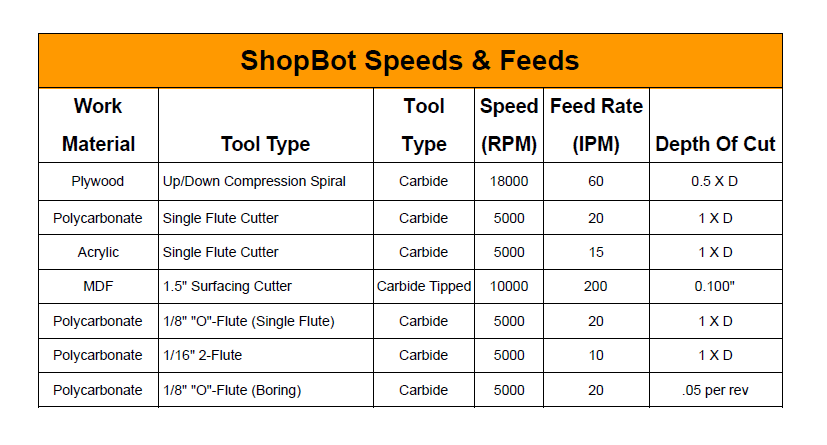 ShopBot Speeds & Feeds
Work Material Tool Type Tool Type Speed (RPM) Feed Rate (IPM) Depth Of Cut
Plywood Up/Down Compression Spiral Carbide 18000 60 0.5 X D
Polycarbonate Single Flute Cutter Carbide 5000 20 1 X D
Acrylic Single Flute Cutter Carbide 5000 15 1 X D
MDF 1.5" Surfacing Cutter Carbide Tipped 10000 200 0.100"
Polycarbonate 1/8" "O"-Flute (Single Flute) Carbide 5000 20 1 X D
Polycarbonate 1/16" 2-Flute Carbide 5000 10 1 X D
Polycarbonate 1/8" "O"-Flute (Boring) Carbide 5000 20 .05 per rev